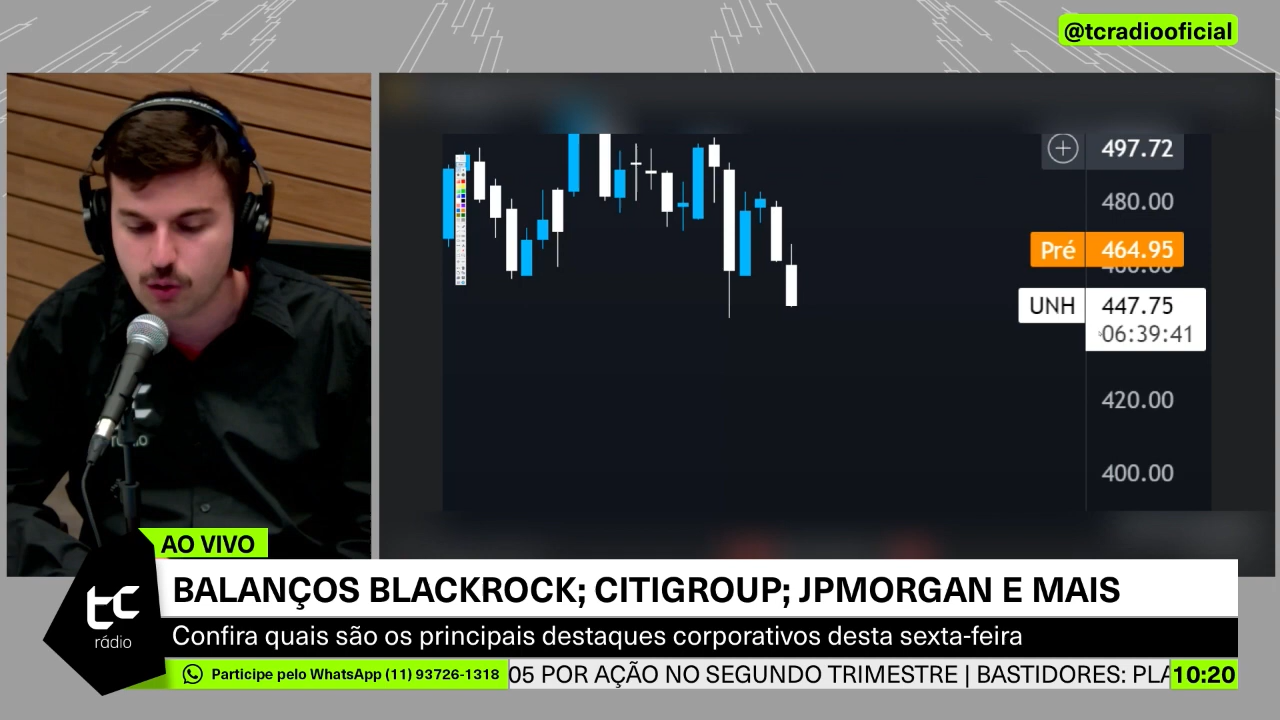 @tcradiooficial
497.72
480.00
Pré 464.95
460.00
UNH 447.75
-06:39:41
420.00
400.00
AO VIVO
BALANÇOS BLACKROCK; CITIGROUP; JPMORGAN E MAIS
Confira quais são os principais destaques corporativos desta sexta-feira
tc
rádio
Participe pelo WhatsApp (11) 93726-1318
05 POR AÇÃO NO SEGUNDO TRIMESTRE | BASTIDORES: PLA
10:20